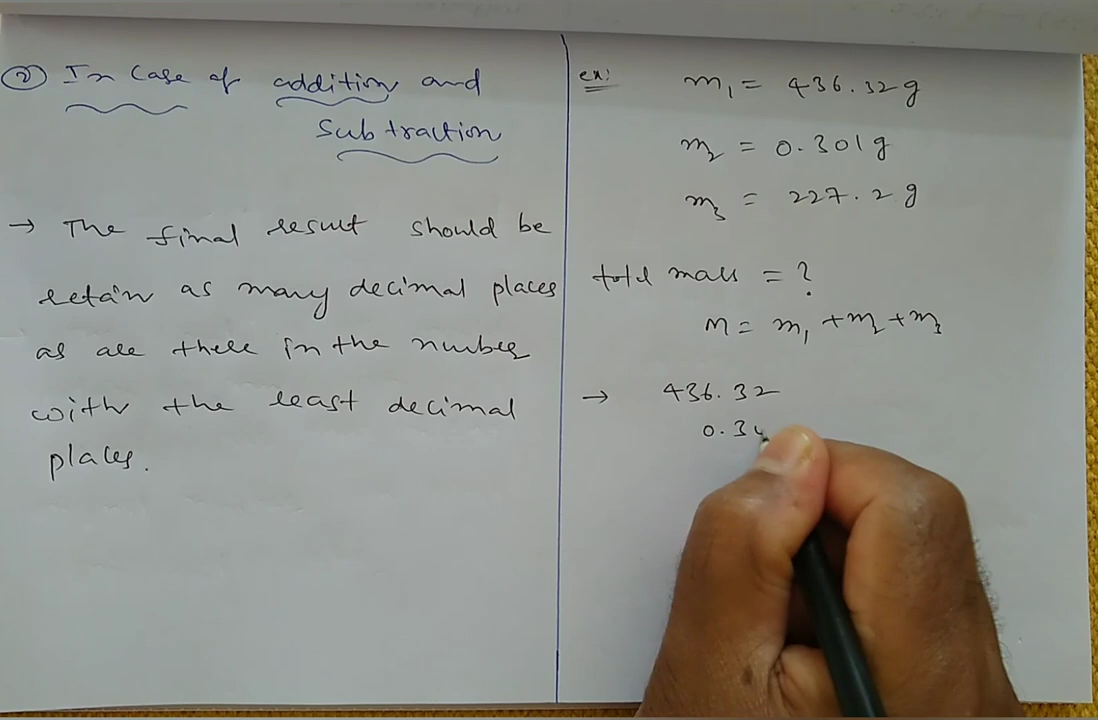 ② In Case of addition and
Subtraction
→ The final result should be
retain as many decimal places
as are there in the number
with the least decimal
places.
ex:
m₁ = 436.32 g
m₂ = 0.301 g
m₃ = 227.2 g
total mass = ?
M = m₁ + m₂ + m₃
→ 436.32
0.3